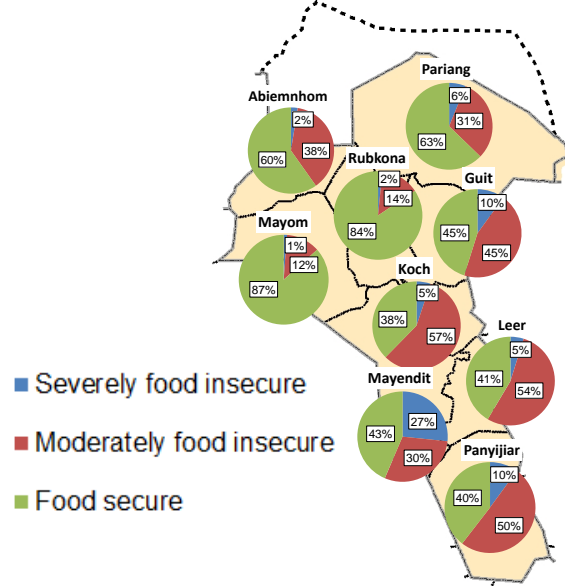 Pariang
6%
31%
63%
Abiemnhom
2%
38%
60%
Rubkona
2%
14%
84%
Guit
10%
45%
45%
Mayom
1%
12%
87%
Koch
5%
57%
38%
Leer
5%
54%
41%
Mayendit
27%
30%
43%
Panyijiar
10%
50%
40%
Severely food insecure
Moderately food insecure
Food secure